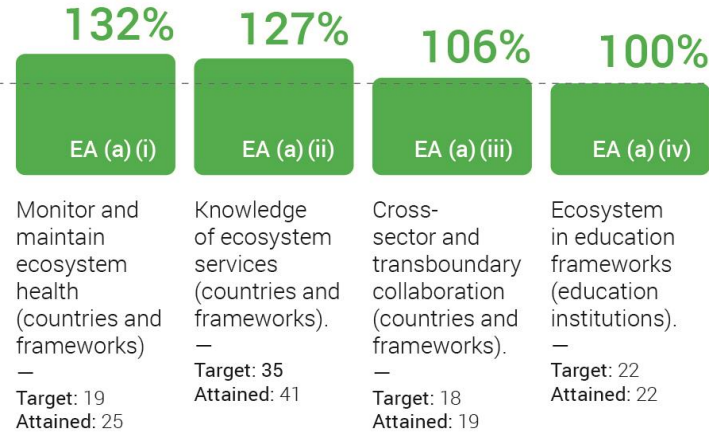 132%
EA (a) (i)
Monitor and
maintain
ecosystem
health
(countries and
frameworks)
—
Target: 19
Attained: 25
127%
EA (a) (ii)
Knowledge
of ecosystem
services
(countries and
frameworks).
—
Target: 35
Attained: 41
106%
EA (a) (iii)
Cross-
sector and
transboundary
collaboration
(countries and
frameworks).
—
Target: 18
Attained: 19
100%
EA (a) (iv)
Ecosystem
in education
frameworks
(education
institutions).
—
Target: 22
Attained: 22